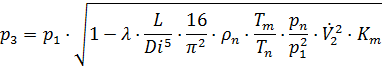 p₃ = p₁ · √(1 − λ · L/Di⁵ · 16/π² · ρₙ · Tₘ/Tₙ · pₙ/p₁² · V̇₂² · Kₘ)